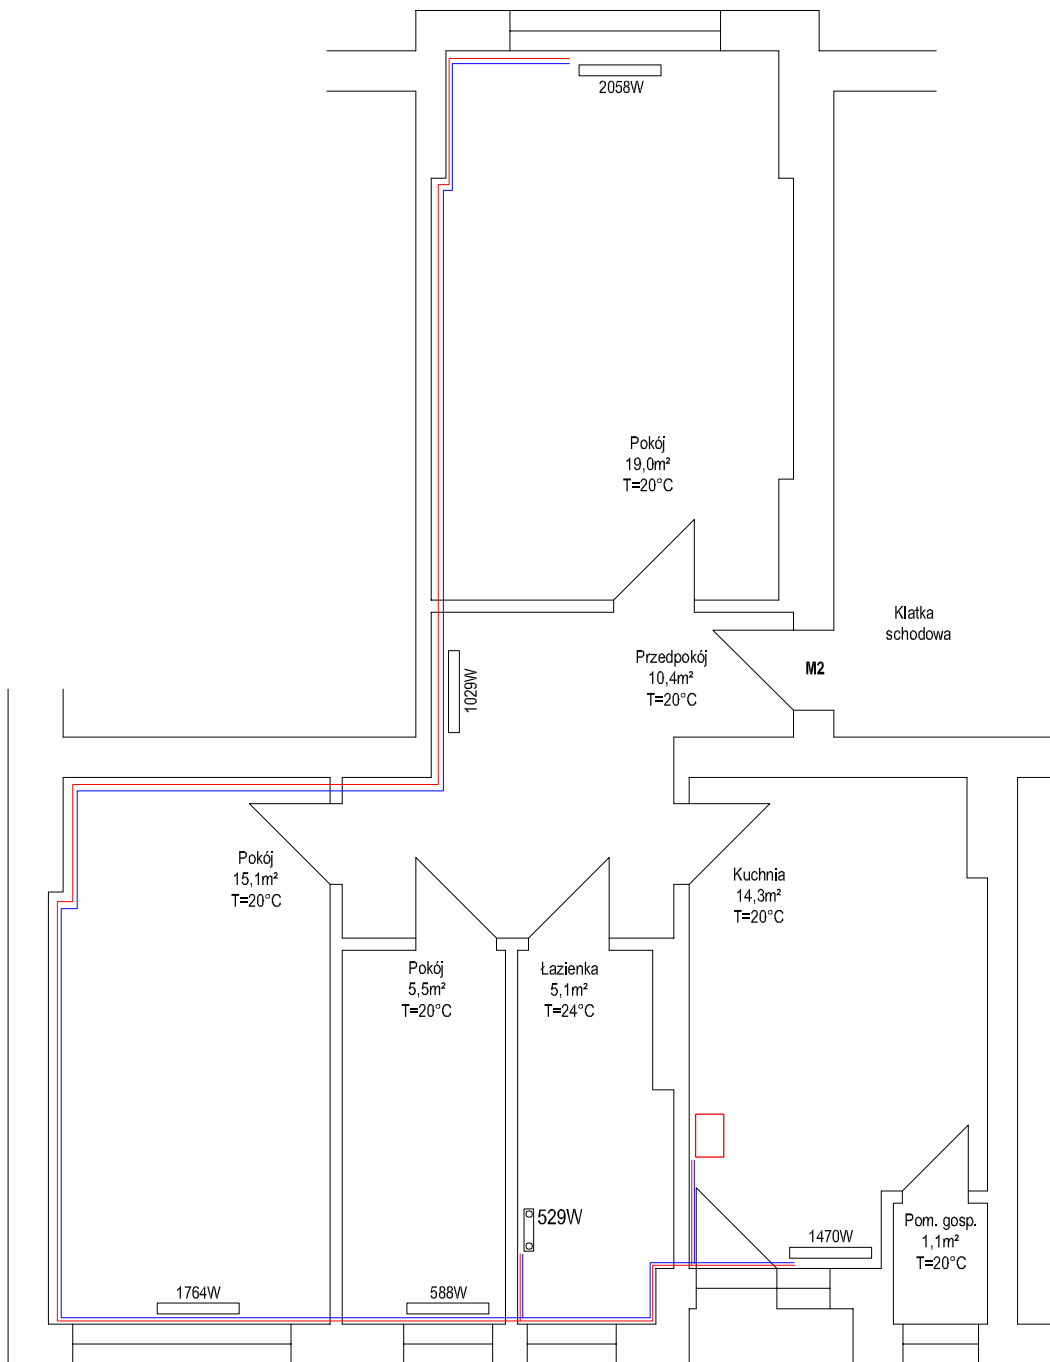 2058W
Pokój
19,0m²
T=20°C
Klatka
schodowa
Przedpokój
10,4m²
T=20°C
M2
1029W
Pokój
15,1m²
T=20°C
Kuchnia
14,3m²
T=20°C
Pokój
5,5m²
T=20°C
Łazienka
5,1m²
T=24°C
529W
Pom. gosp.
1,1m²
T=20°C
1470W
1764W
588W